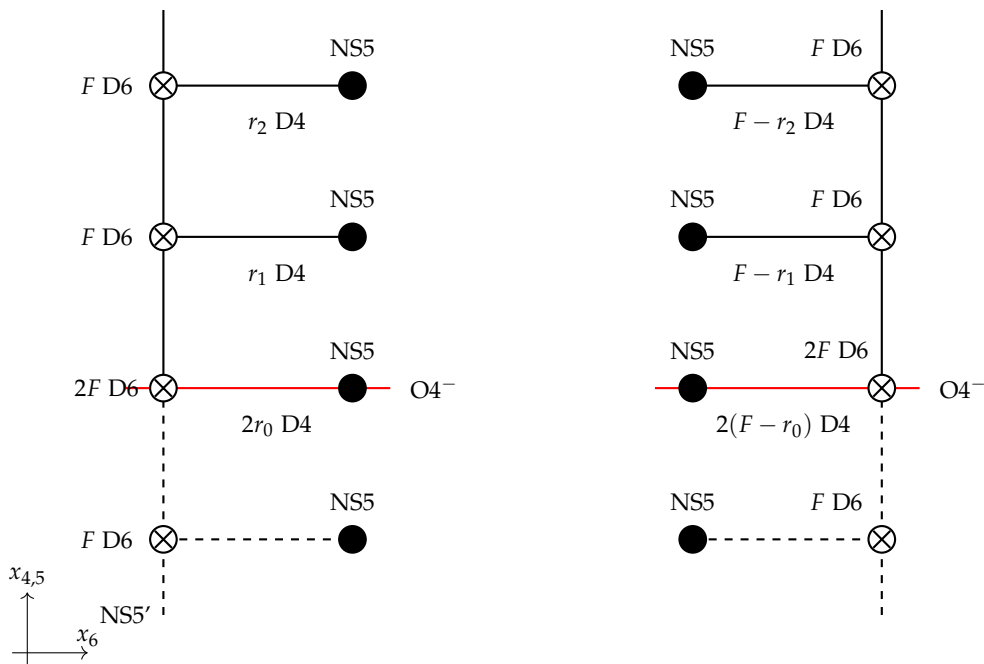 NS5
NS5
F D6
F D6
r₂ D4
F − r₂ D4
NS5
NS5
F D6
F D6
r₁ D4
F − r₁ D4
NS5
NS5
2F D6
2F D6
O4⁻
O4⁻
2r₀ D4
2(F − r₀) D4
NS5
NS5
F D6
F D6
x₄,₅
NS5'
x₆